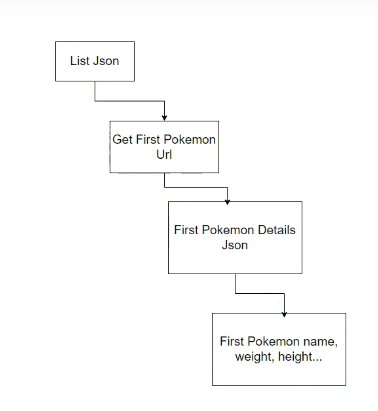 List Json
Get First Pokemon
Url
First Pokemon Details
Json
First Pokemon name,
weight, height...